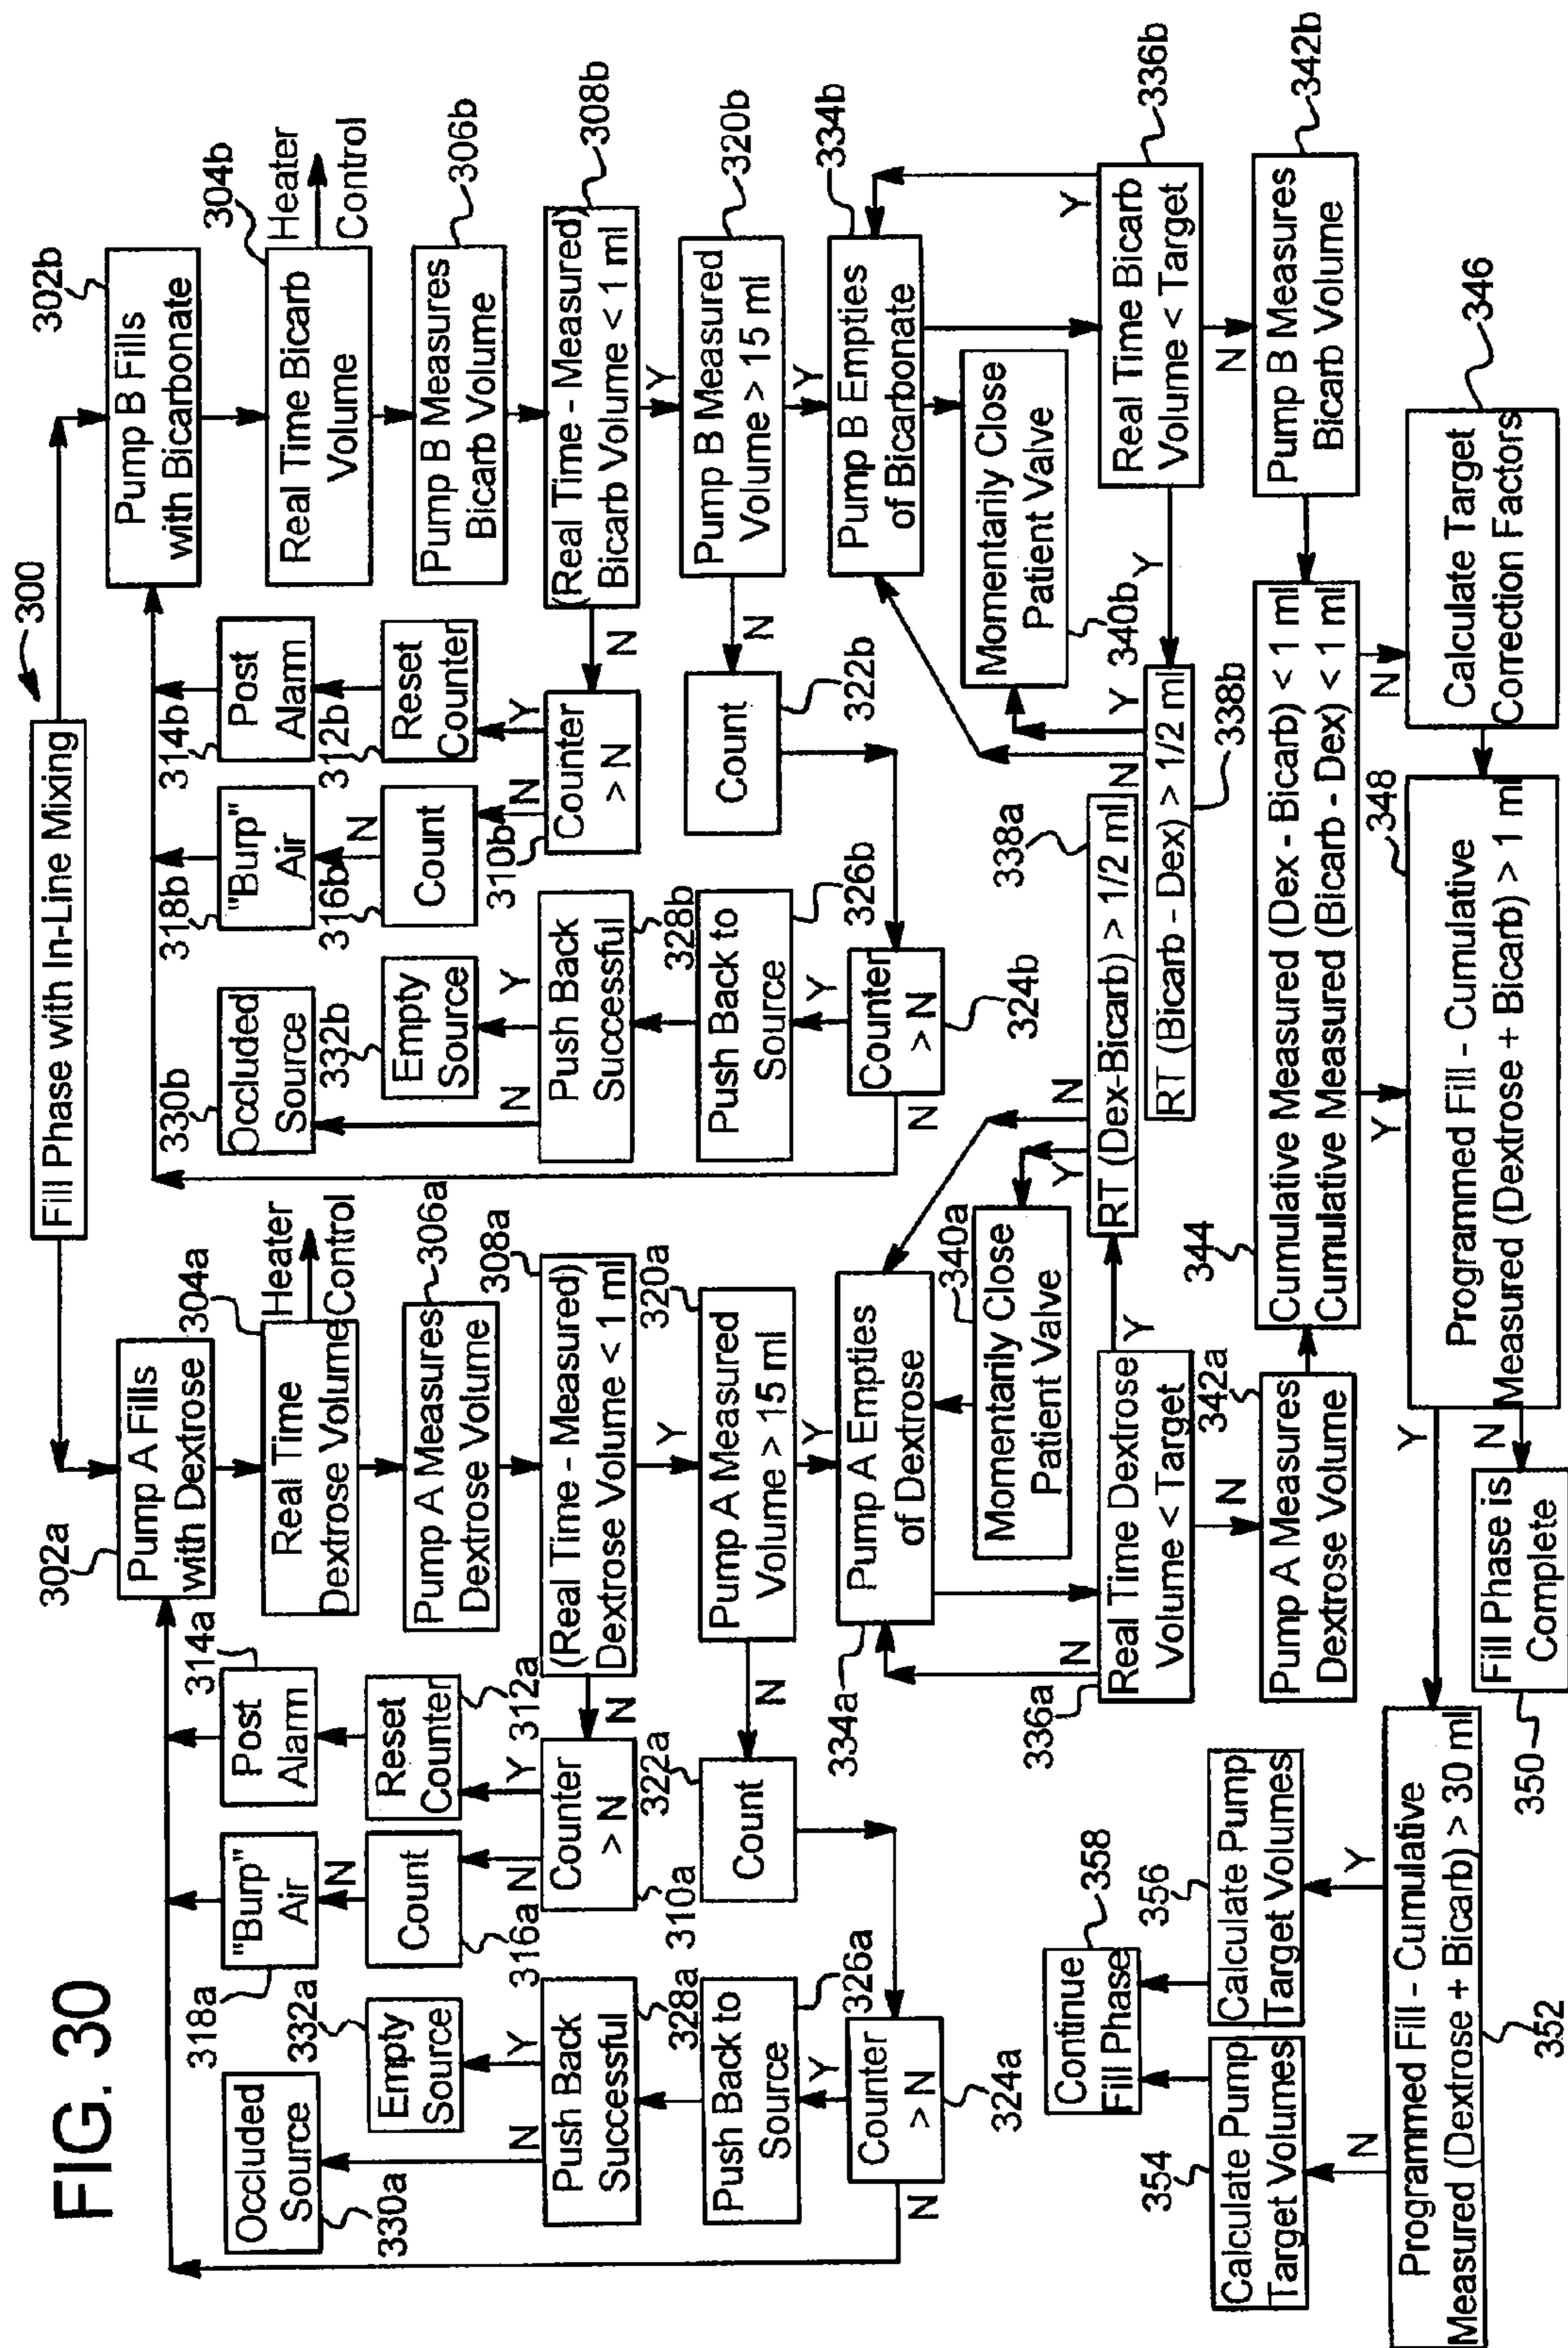 FIG. 30
300
Fill Phase with In-Line Mixing
302a
Pump A Fills
with Dextrose
304a
Real Time
Dextrose Volume
Heater
Control
Pump A Measures
Dextrose Volume
306a
308a
(Real Time - Measured)
Dextrose Volume < 1 ml
N
Y
Counter
> N
310a
Y
N
Reset
Counter
312a
Post
Alarm
314a
Count
316a
N
"Burp"
Air
318a
320a
Pump A Measured
Volume > 15 ml
N
Y
322a
Count
Counter
> N
324a
Y
N
Push Back to
Source
326a
Push Back
Successful
328a
N
Y
Occluded
Source
330a
Empty
Source
332a
Pump A Empties
of Dextrose
334a
340a
Momentarily Close
Patient Valve
N
336a
Real Time Dextrose
Volume < Target
Y
N
342a
Pump A Measures
Dextrose Volume
302b
Pump B Fills
with Bicarbonate
304b
Real Time Bicarb
Volume
Heater
Control
Pump B Measures
Bicarb Volume
306b
(Real Time - Measured)
Bicarb Volume < 1 ml
308b
N
Y
Counter
> N
310b
Y
N
Reset
Counter
312b
Post
Alarm
314b
Count
316b
N
"Burp"
Air
318b
Pump B Measured
Volume > 15 ml
320b
N
Y
Count
322b
Counter
> N
324b
Y
N
Push Back to
Source
326b
Push Back
Successful
328b
N
Y
Occluded
Source
330b
Empty
Source
332b
Pump B Empties
of Bicarbonate
334b
Momentarily Close
Patient Valve
340b
Y
Real Time Bicarb
Volume < Target
336b
Y
N
Pump B Measures
Bicarb Volume
342b
338a
RT (Dex-Bicarb) > 1/2 ml
Y
N
RT (Bicarb - Dex) > 1/2 ml
338b
N
Y
344
Cumulative Measured (Dex - Bicarb) < 1 ml
Cumulative Measured (Bicarb - Dex) < 1 ml
Y
N
346
Calculate Target
Correction Factors
348
Programmed Fill - Cumulative
Measured (Dextrose + Bicarb) > 1 ml
Y
N
Fill Phase is
Complete
350
Programmed Fill - Cumulative
Measured (Dextrose + Bicarb) > 30 ml
352
N
Y
354
Calculate Pump
Target Volumes
356
Calculate Pump
Target Volumes
358
Continue
Fill Phase